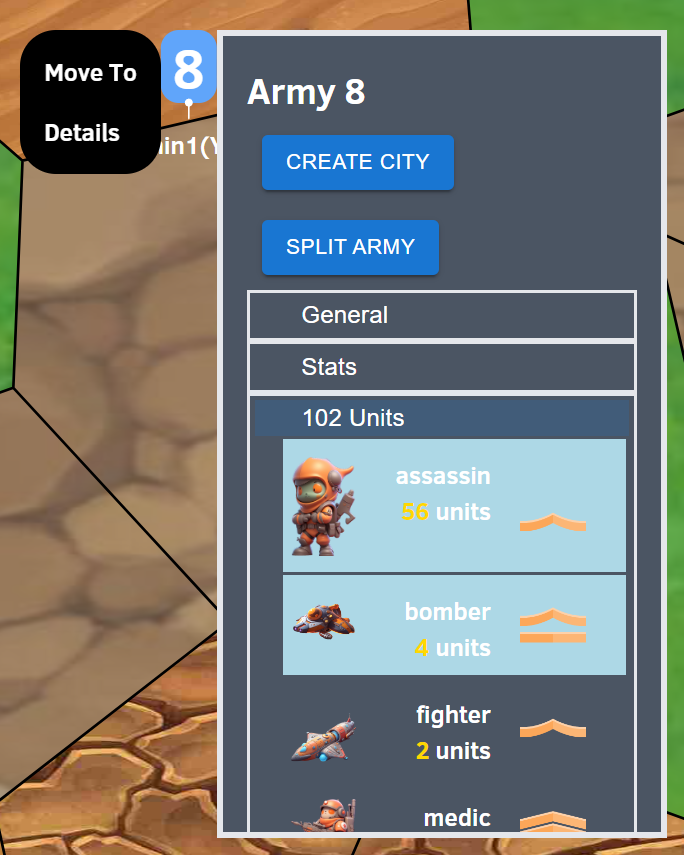 Move To
Details
8
in1(Y
Army 8
CREATE CITY
SPLIT ARMY
General
Stats
102 Units
assassin
56 units
bomber
4 units
fighter
2 units
medic